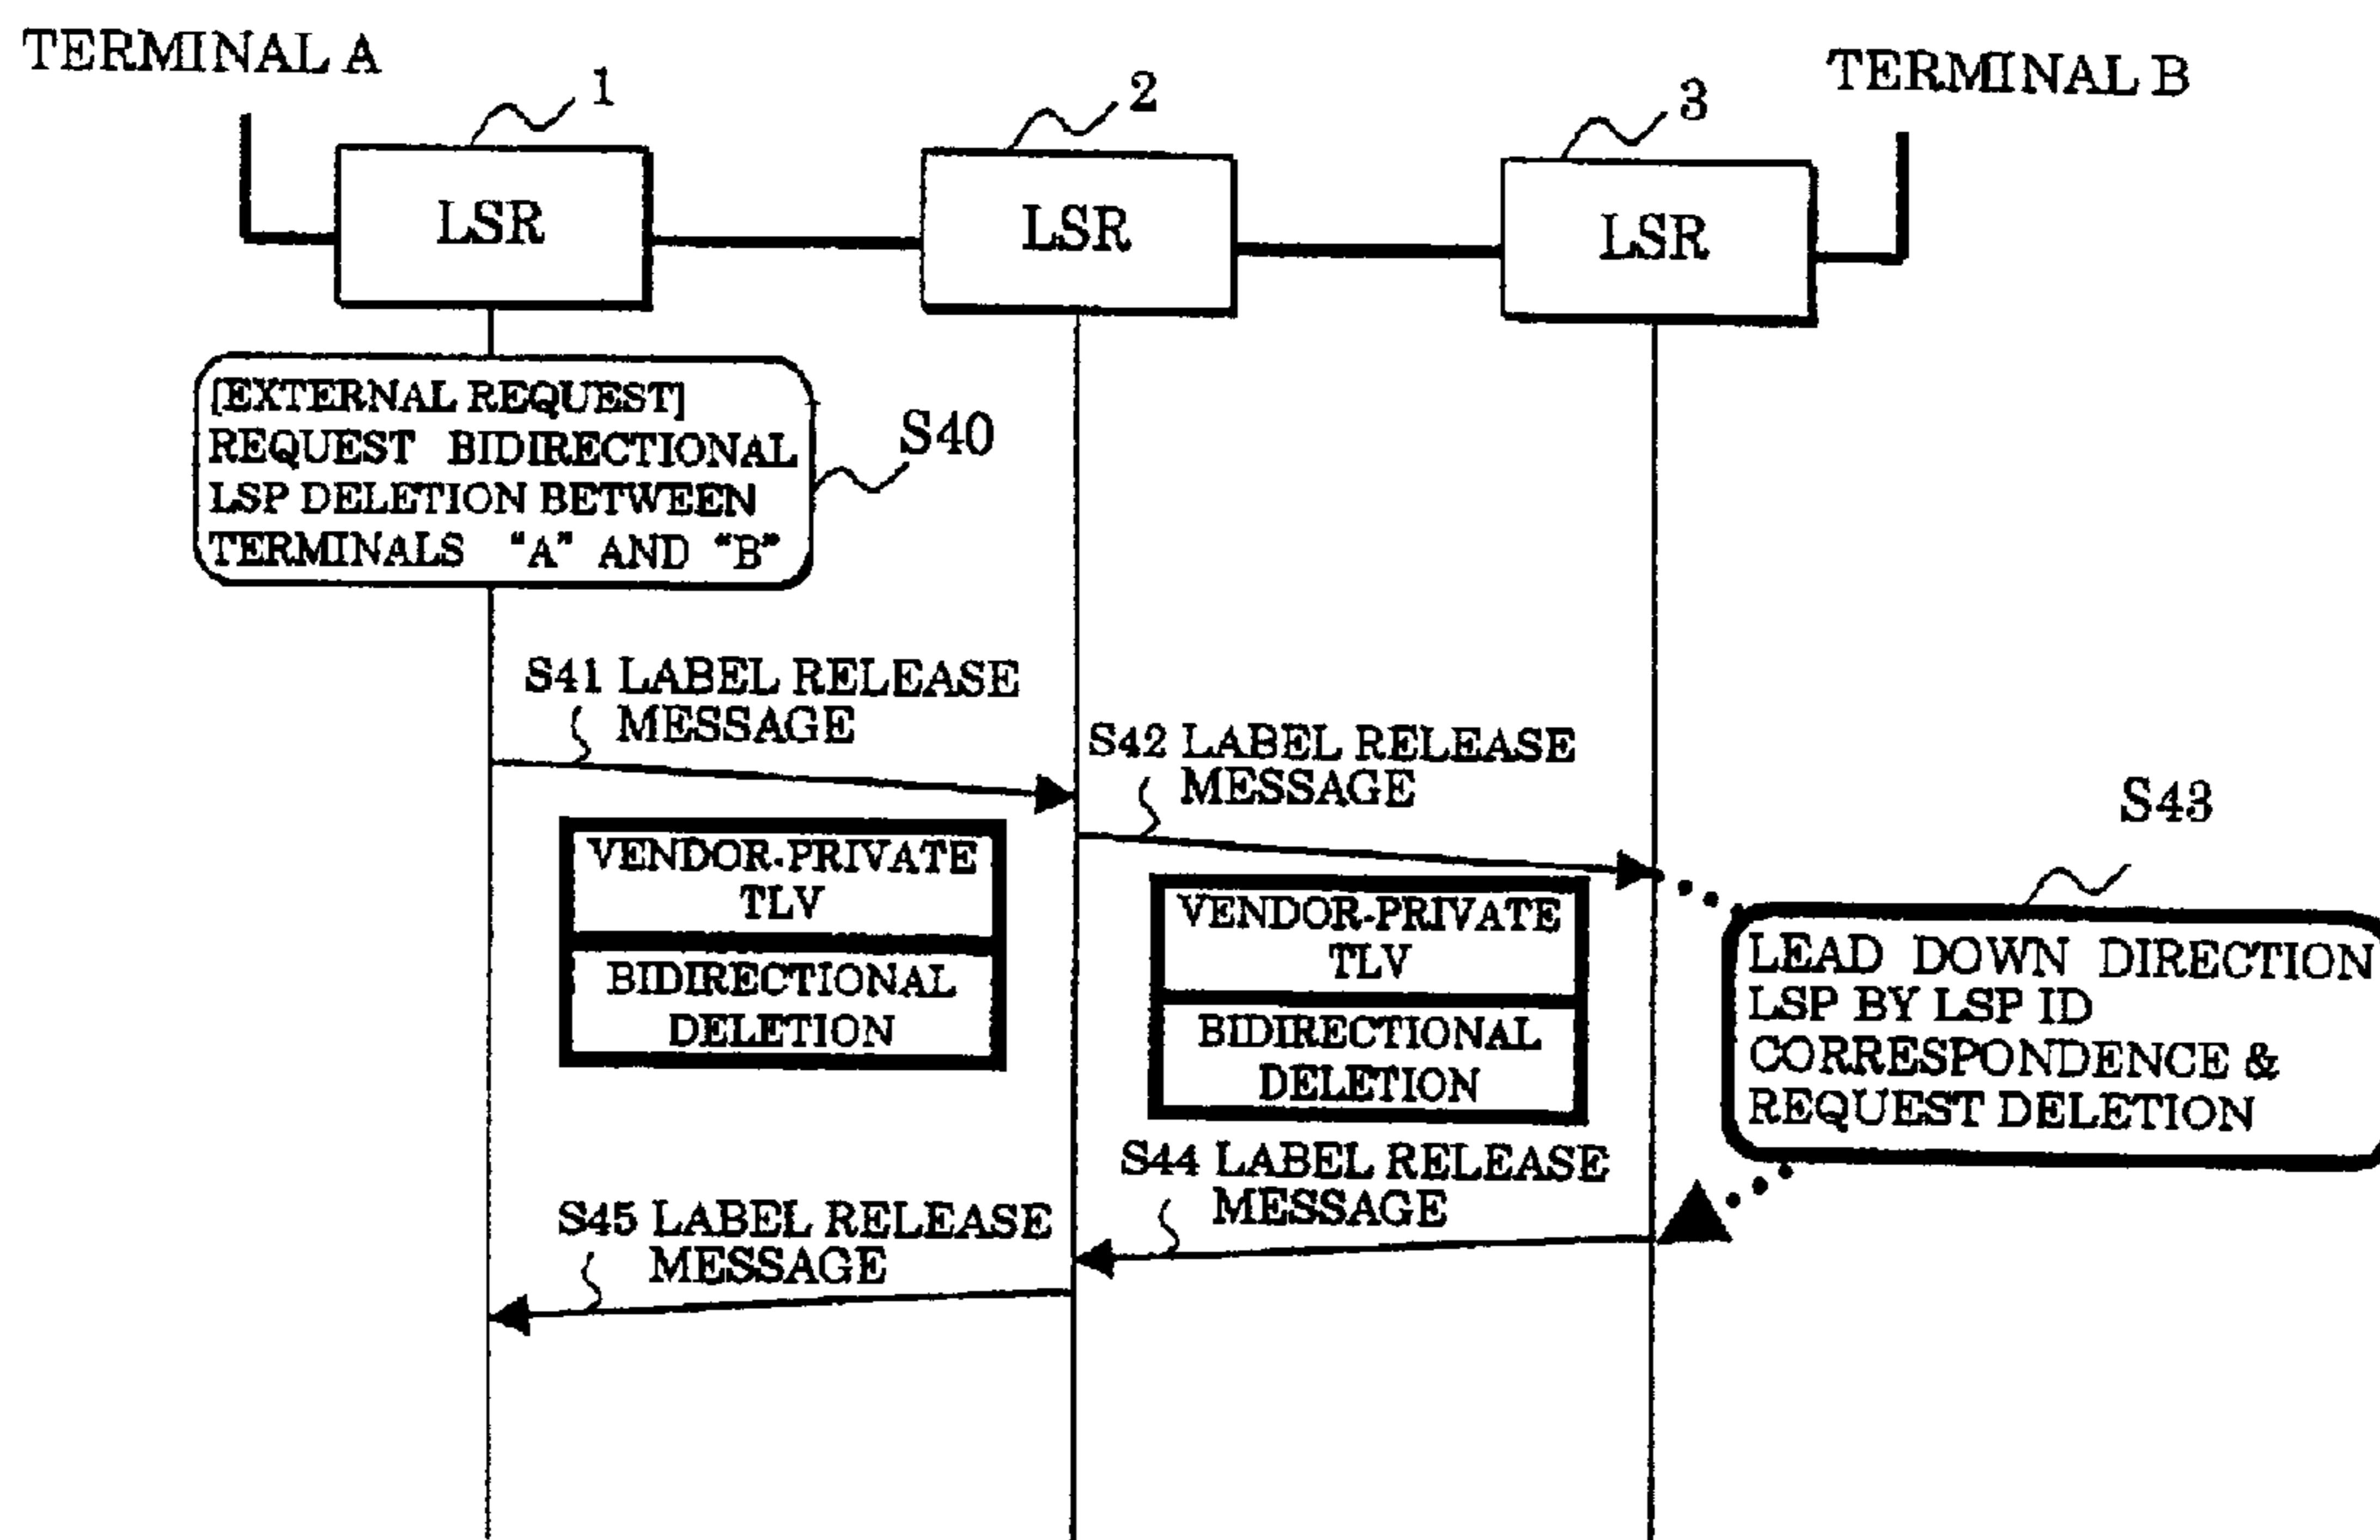 TERMINAL A
TERMINAL B
1
2
3
LSR
LSR
LSR
[EXTERNAL REQUEST]
REQUEST BIDIRECTIONAL
LSP DELETION BETWEEN
TERMINALS "A" AND "B"
S40
S41 LABEL RELEASE
MESSAGE
S42 LABEL RELEASE
MESSAGE
S43
VENDOR-PRIVATE
TLV
BIDIRECTIONAL
DELETION
VENDOR-PRIVATE
TLV
BIDIRECTIONAL
DELETION
LEAD DOWN DIRECTION
LSP BY LSP ID
CORRESPONDENCE &
REQUEST DELETION
S44 LABEL RELEASE
MESSAGE
S45 LABEL RELEASE
MESSAGE